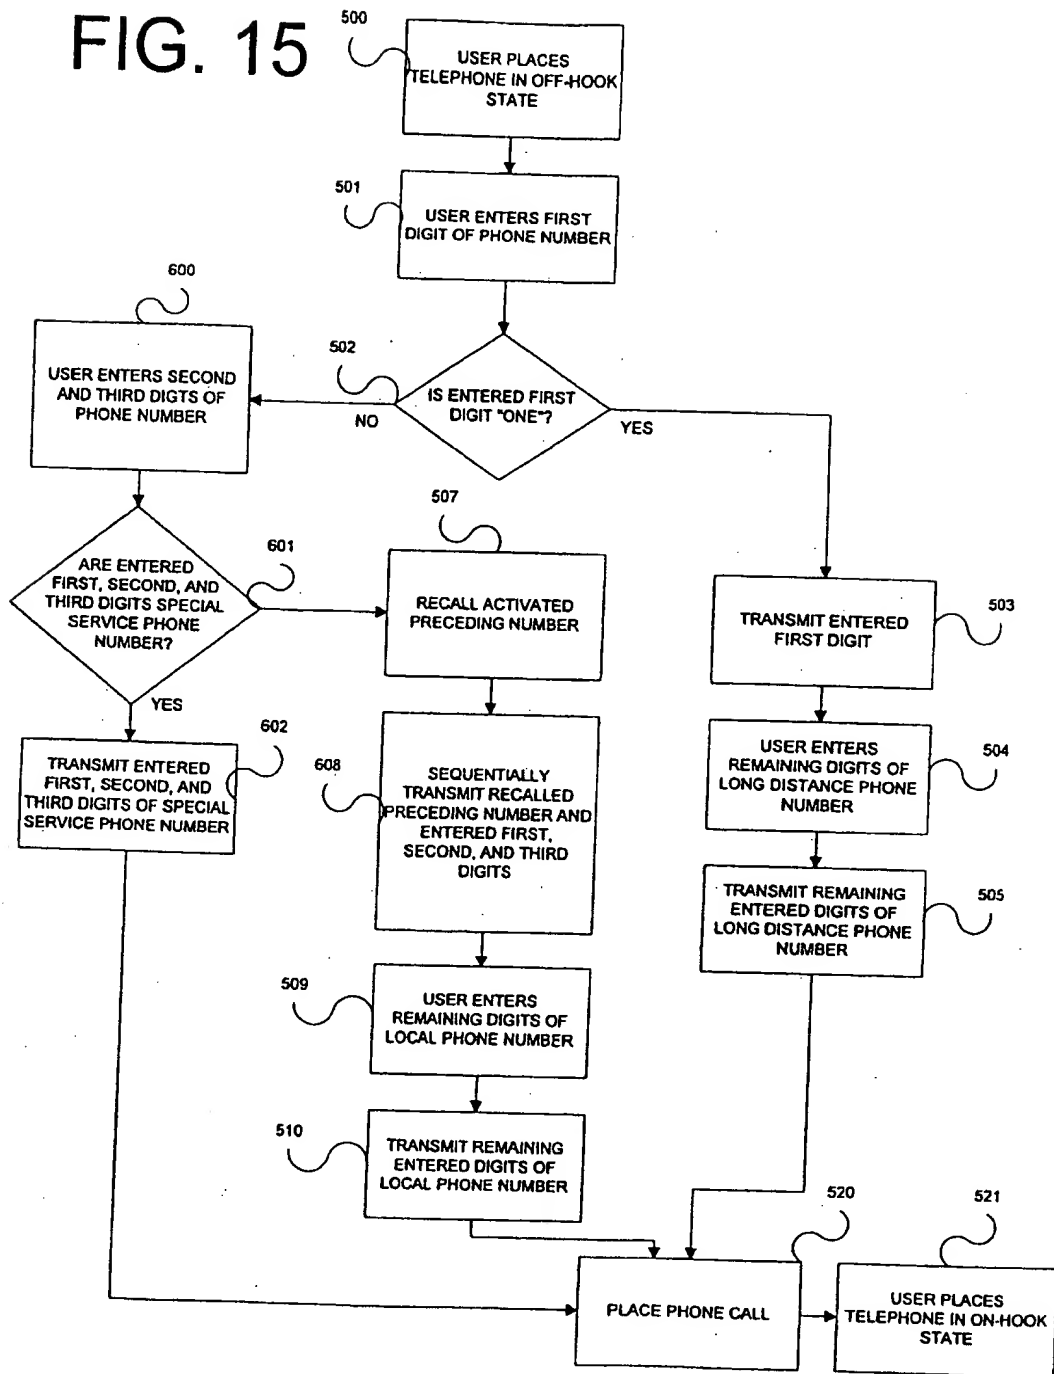 FIG. 15
500
USER PLACES
TELEPHONE IN OFF-HOOK
STATE
501
USER ENTERS FIRST
DIGIT OF PHONE NUMBER
600
USER ENTERS SECOND
AND THIRD DIGTS OF
PHONE NUMBER
502
IS ENTERED FIRST
DIGIT "ONE"?
NO
YES
507
601
ARE ENTERED
FIRST, SECOND, AND
THIRD DIGITS SPECIAL
SERVICE PHONE
NUMBER?
YES
RECALL ACTIVATED
PRECEDING NUMBER
503
TRANSMIT ENTERED
FIRST DIGIT
602
TRANSMIT ENTERED
FIRST, SECOND, AND
THIRD DIGITS OF SPECIAL
SERVICE PHONE NUMBER
608
SEQUENTIALLY
TRANSMIT RECALLED
PRECEDING NUMBER AND
ENTERED FIRST,
SECOND, AND THIRD
DIGITS
504
USER ENTERS
REMAINING DIGITS OF
LONG DISTANCE PHONE
NUMBER
505
TRANSMIT REMAINING
ENTERED DIGITS OF
LONG DISTANCE PHONE
NUMBER
509
USER ENTERS
REMAINING DIGITS OF
LOCAL PHONE NUMBER
510
TRANSMIT REMAINING
ENTERED DIGITS OF
LOCAL PHONE NUMBER
520
PLACE PHONE CALL
521
USER PLACES
TELEPHONE IN ON-HOOK
STATE